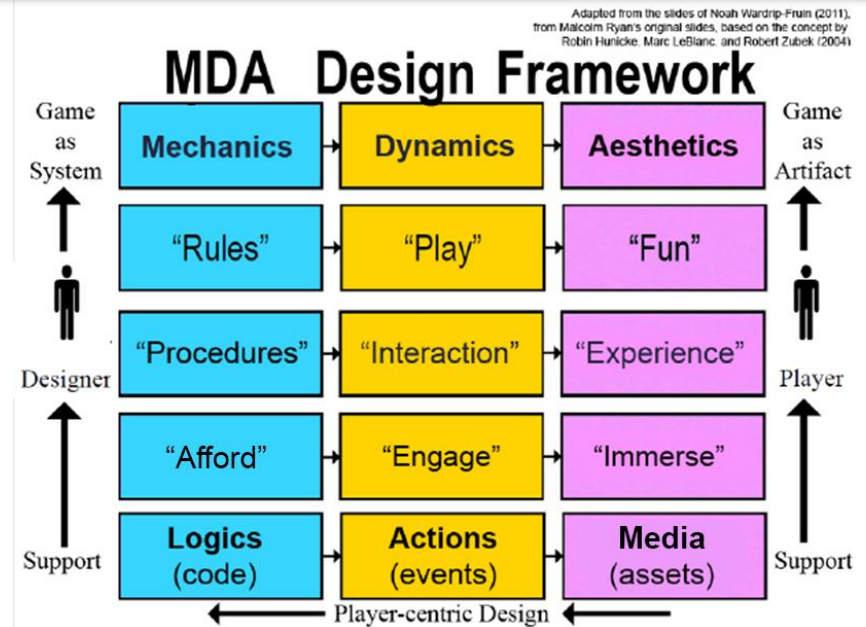 Adapted from the slides of Noah Wardrip-Fruin (2011),
from Malcolm Ryan's original slides, based on the concept by
Robin Hunicke, Marc LeBlanc, and Robert Zubek (2004)
MDA Design Framework
Game
as
System
Mechanics
Dynamics
Aesthetics
Game
as
Artifact
“Rules”
“Play”
“Fun”
Designer
“Procedures”
“Interaction”
“Experience”
Player
“Afford”
“Engage”
“Immerse”
Support
Logics
(code)
Actions
(events)
Media
(assets)
Support
Player-centric Design